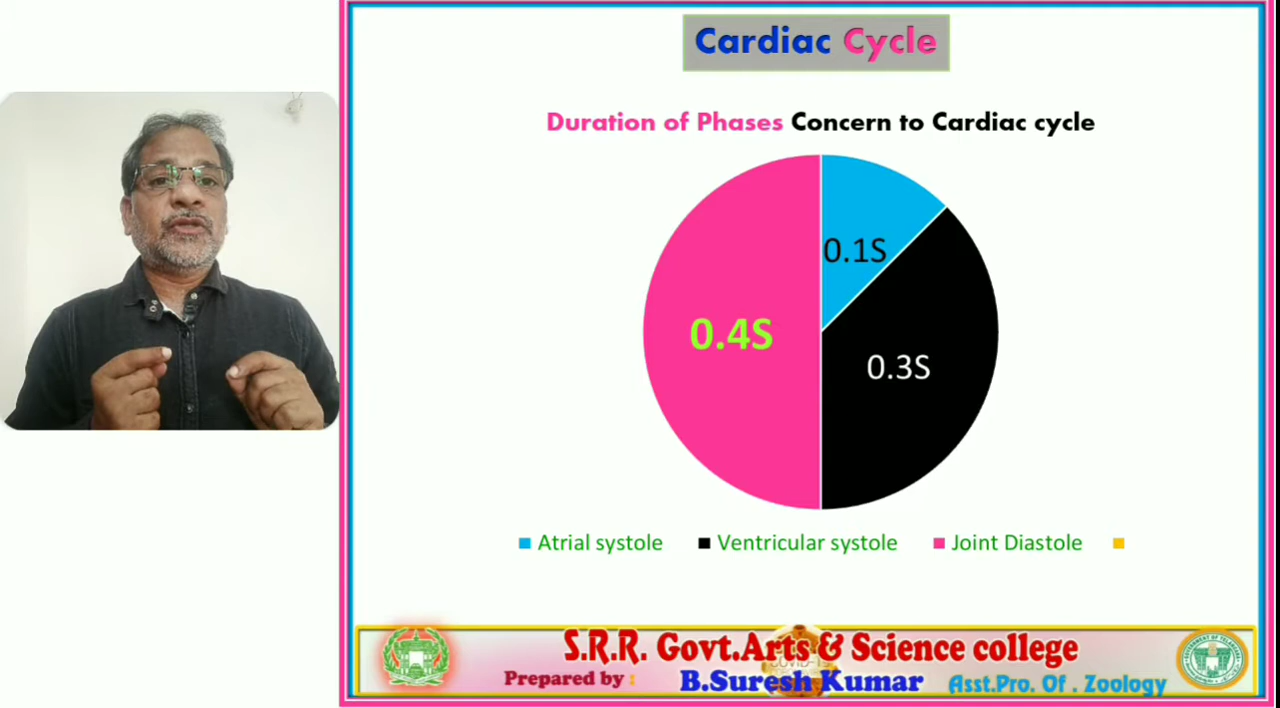 Cardiac Cycle
Duration of Phases Concern to Cardiac cycle
0.1S
0.4S
0.3S
Atrial systole Ventricular systole Joint Diastole
S.R.R. Govt.Arts & Science college
Prepared by : B.Suresh Kumar Asst.Pro. Of . Zoology